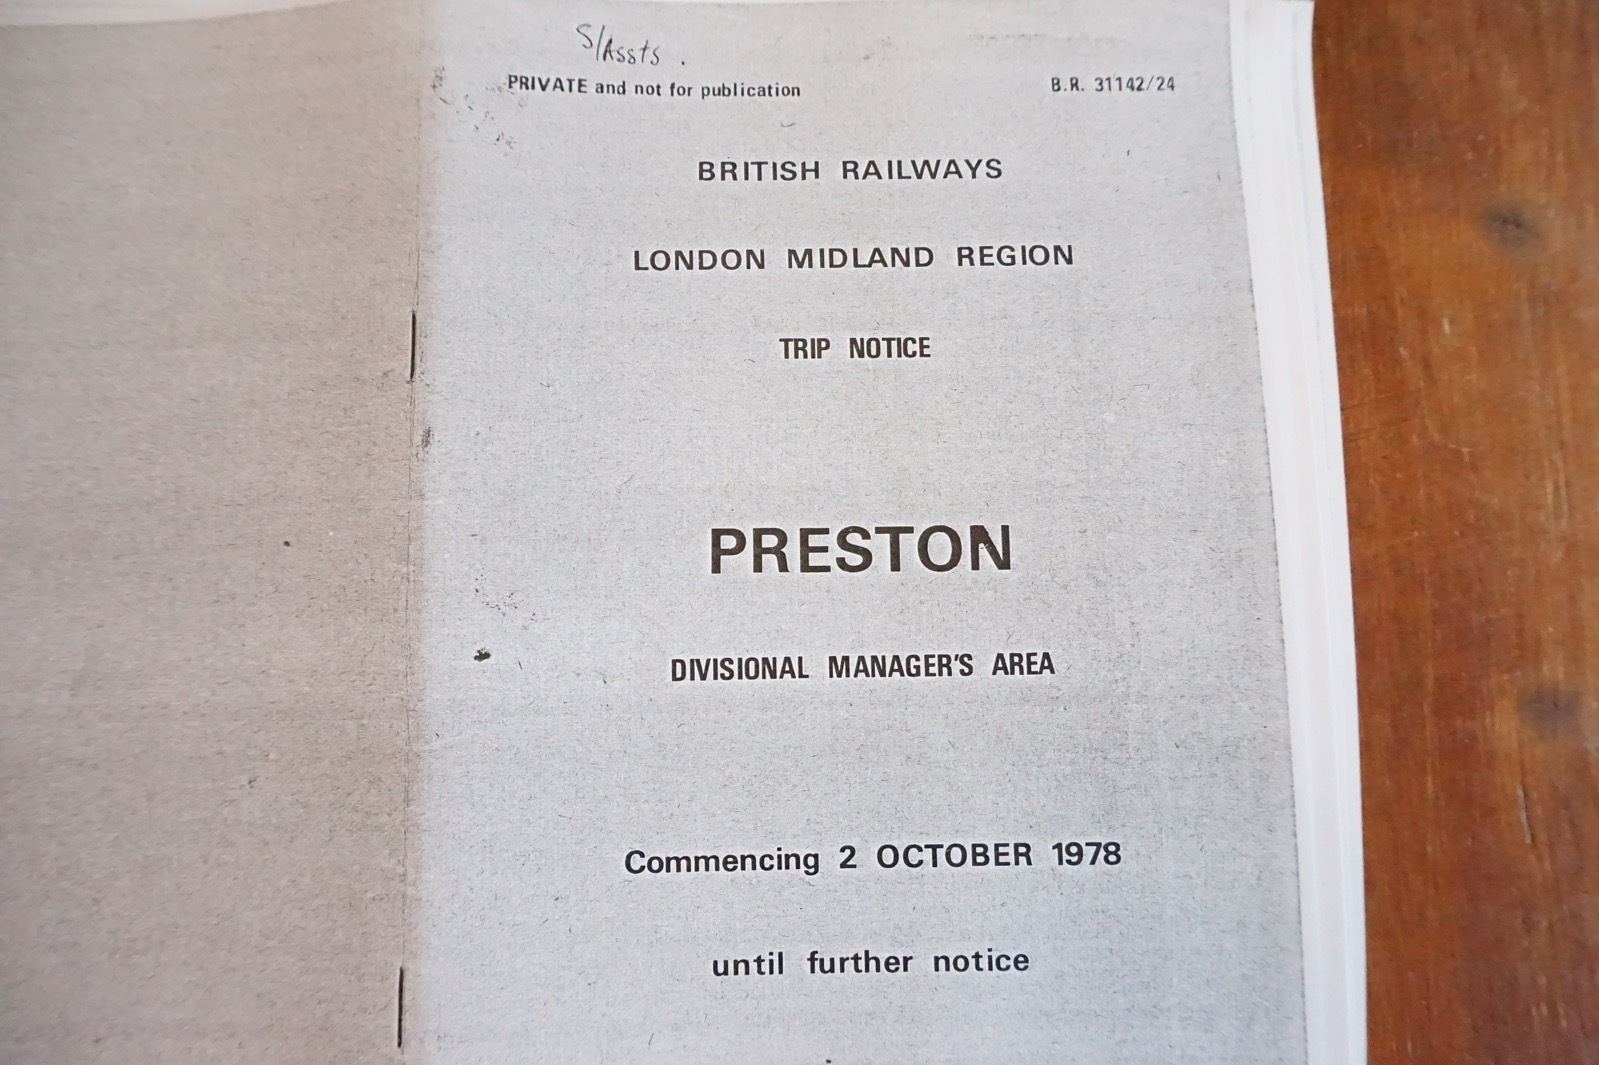 S/Assts.
PRIVATE and not for publication B.R. 31142/24
BRITISH RAILWAYS
LONDON MIDLAND REGION
TRIP NOTICE
PRESTON
DIVISIONAL MANAGER'S AREA
Commencing 2 OCTOBER 1978
until further notice